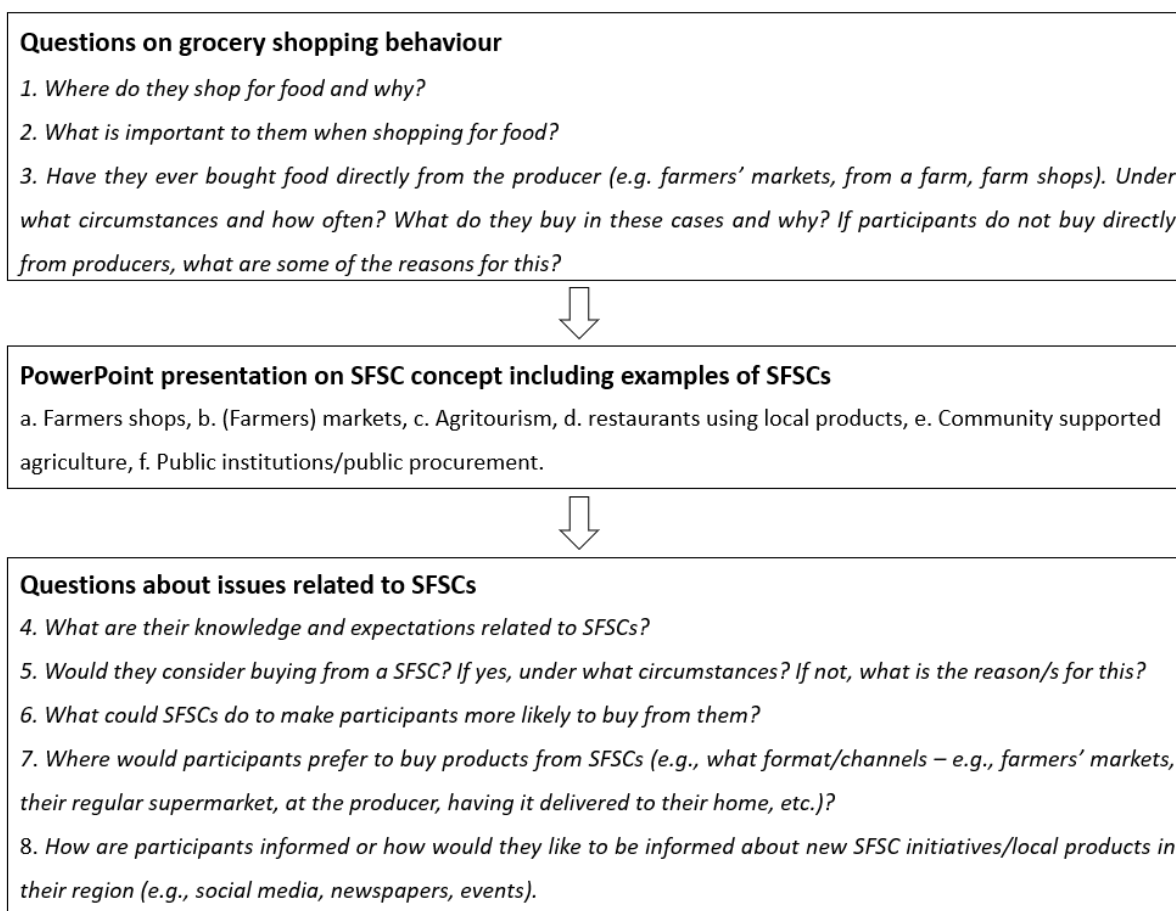 Questions on grocery shopping behaviour
1. Where do they shop for food and why?
2. What is important to them when shopping for food?
3. Have they ever bought food directly from the producer (e.g. farmers’ markets, from a farm, farm shops). Under
what circumstances and how often? What do they buy in these cases and why? If participants do not buy directly
from producers, what are some of the reasons for this?
PowerPoint presentation on SFSC concept including examples of SFSCs
a. Farmers shops, b. (Farmers) markets, c. Agritourism, d. restaurants using local products, e. Community supported
agriculture, f. Public institutions/public procurement.
Questions about issues related to SFSCs
4. What are their knowledge and expectations related to SFSCs?
5. Would they consider buying from a SFSC? If yes, under what circumstances? If not, what is the reason/s for this?
6. What could SFSCs do to make participants more likely to buy from them?
7. Where would participants prefer to buy products from SFSCs (e.g., what format/channels – e.g., farmers’ markets,
their regular supermarket, at the producer, having it delivered to their home, etc.)?
8. How are participants informed or how would they like to be informed about new SFSC initiatives/local products in
their region (e.g., social media, newspapers, events).